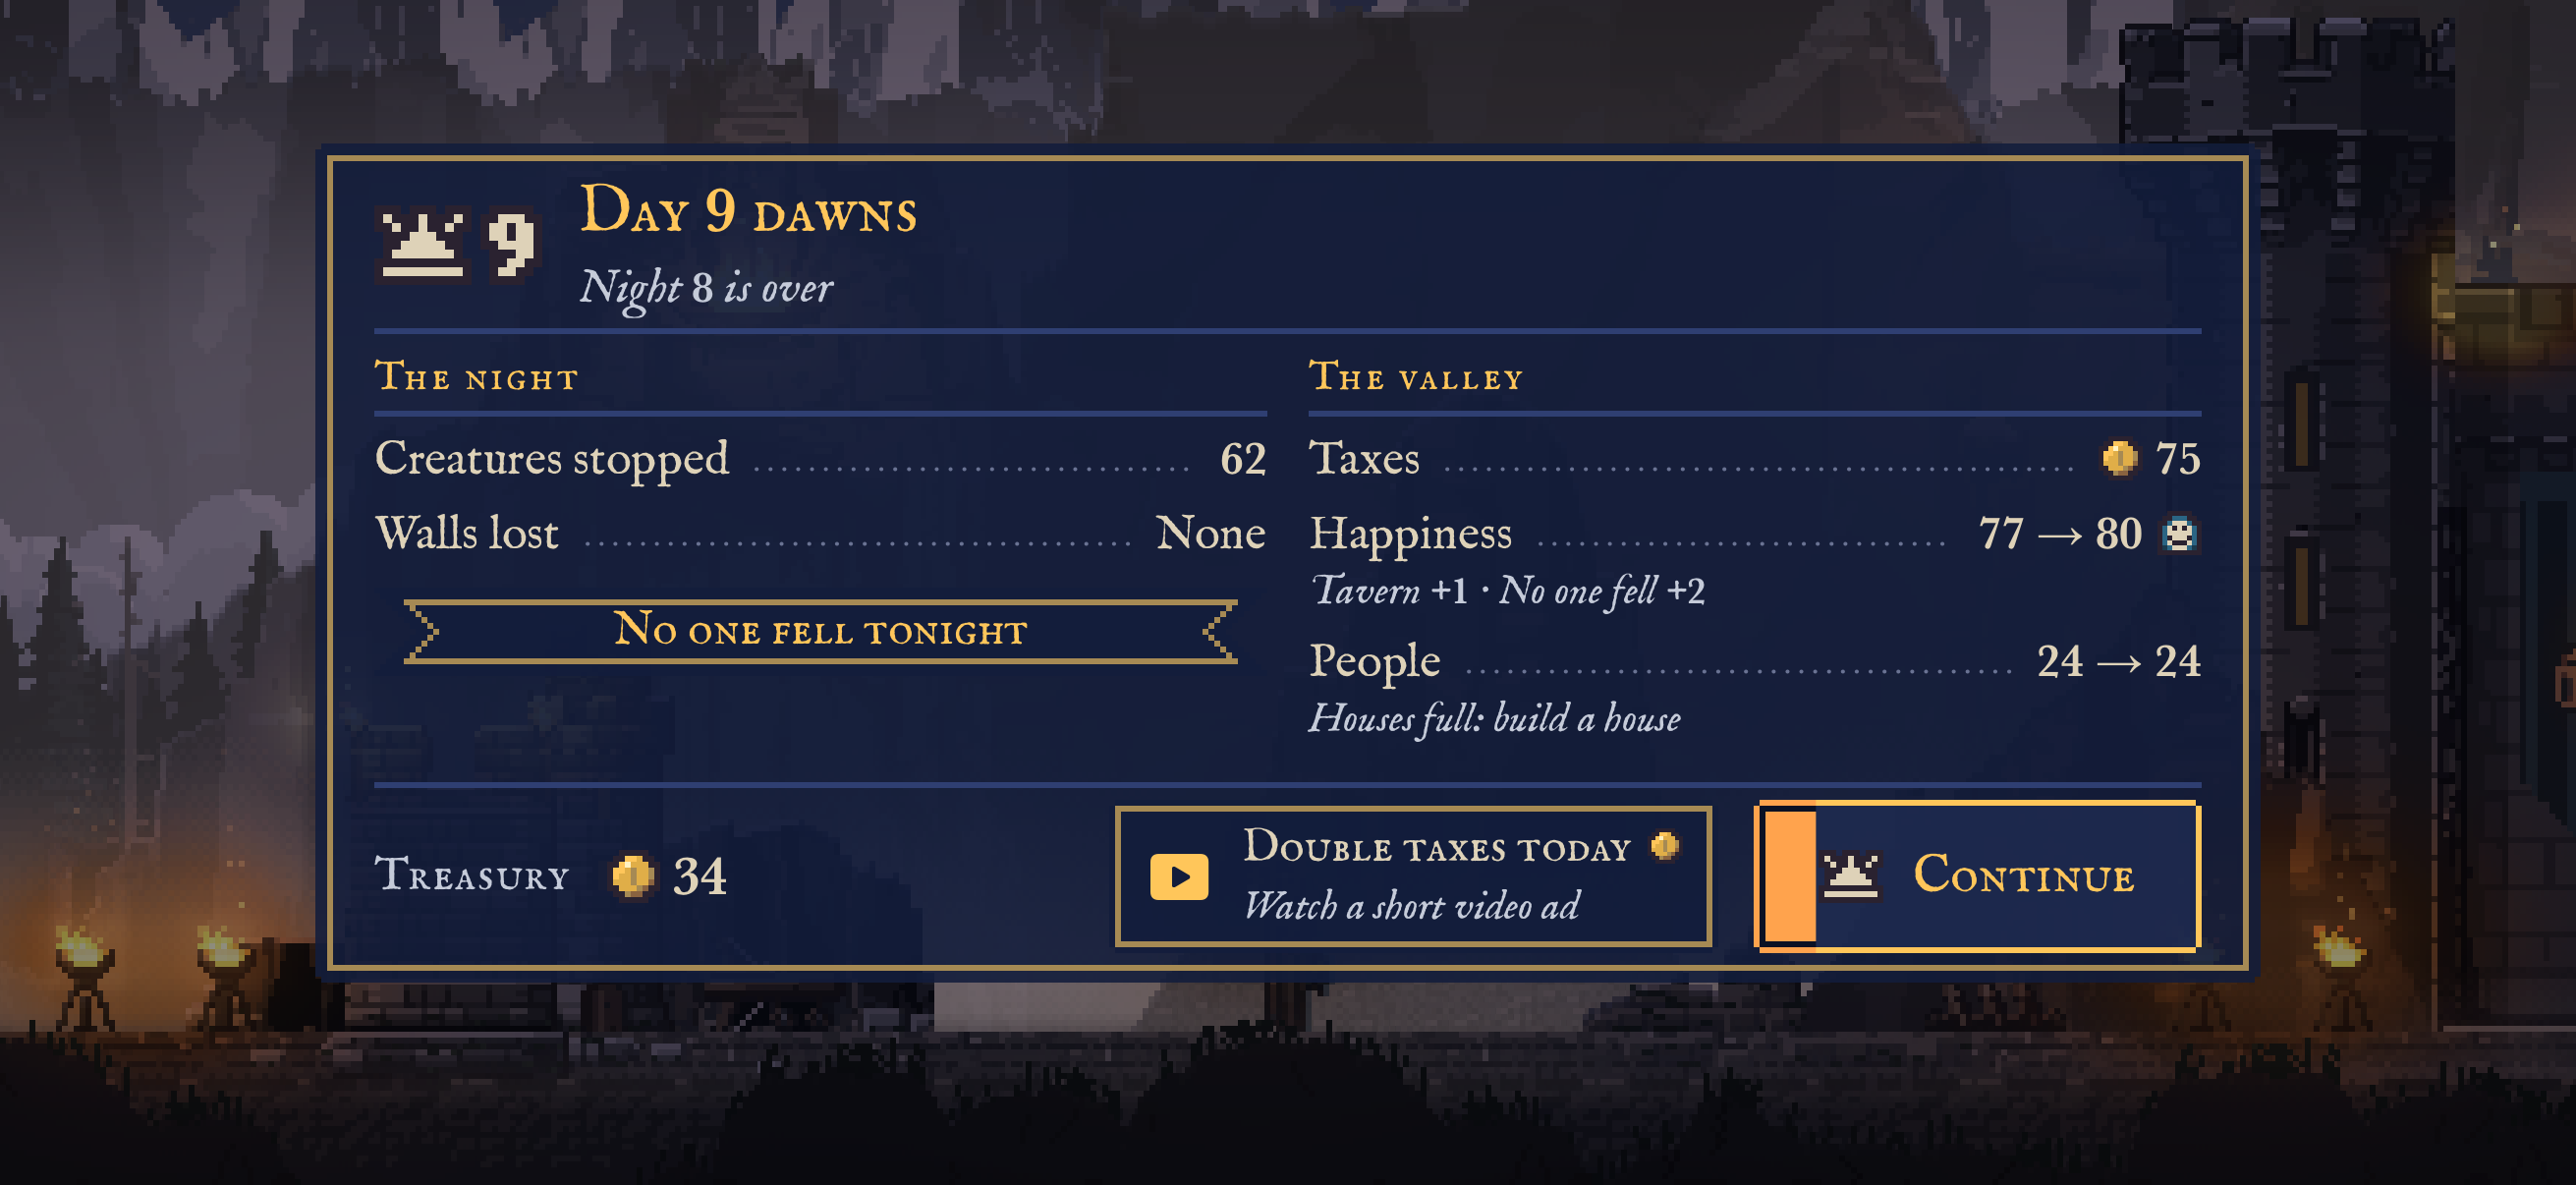 9
Day 9 dawns
Night 8 is over
The night
Creatures stopped 62
Walls lost None
No one fell tonight
The valley
Taxes 75
Happiness 77 → 80
Tavern +1 · No one fell +2
People 24 → 24
Houses full: build a house
Treasury 34
Double taxes today
Watch a short video ad
Continue